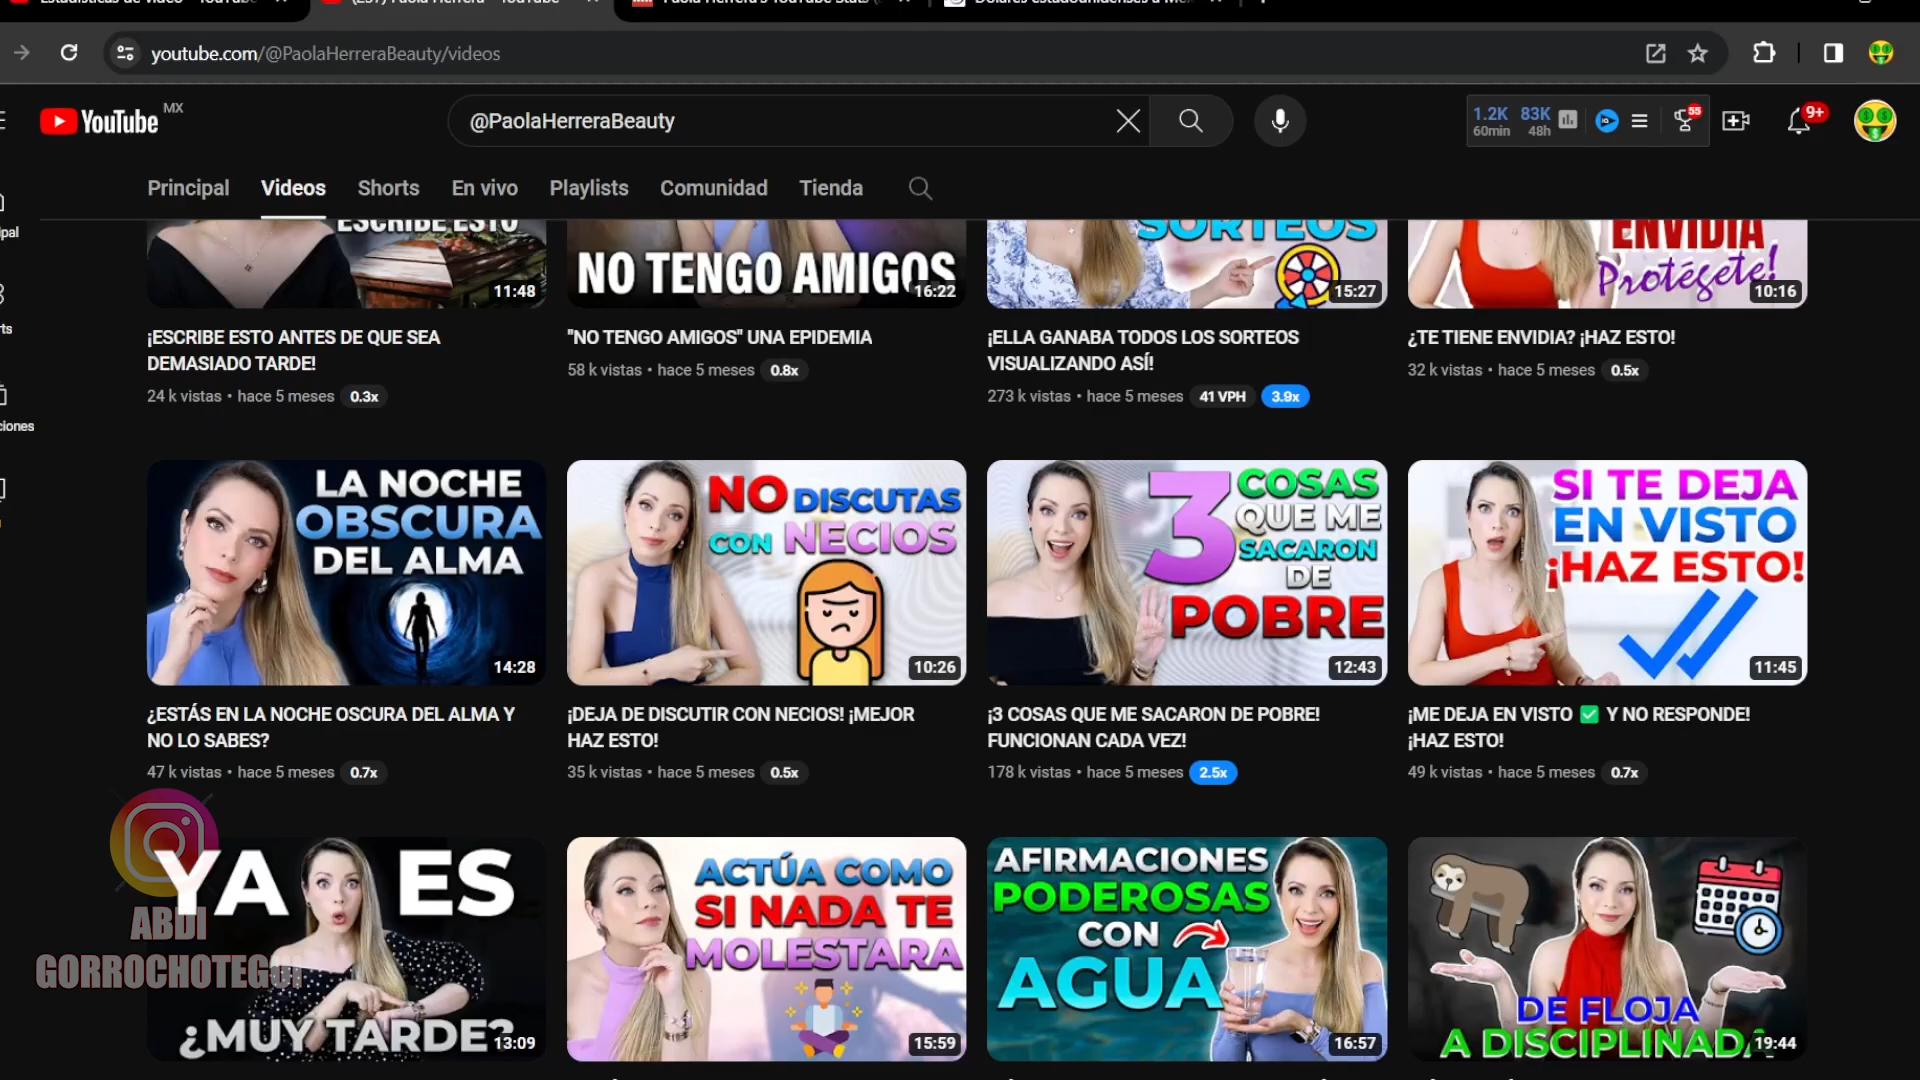 youtube.com/@PaolaHerreraBeauty/videos
YouTube MX
@PaolaHerreraBeauty
1.2K 83K
60min 48h
55
9+
Principal Videos Shorts En vivo Playlists Comunidad Tienda
ESCRIBE ESTO
11:48
NO TENGO AMIGOS
16:22
SORTEOS
15:27
ENVIDIA
Protégete!
10:16
¡ESCRIBE ESTO ANTES DE QUE SEA
DEMASIADO TARDE!
24 k vistas • hace 5 meses 0.3x
"NO TENGO AMIGOS" UNA EPIDEMIA
58 k vistas • hace 5 meses 0.8x
¡ELLA GANABA TODOS LOS SORTEOS
VISUALIZANDO ASÍ!
273 k vistas • hace 5 meses 41 VPH 3.9x
¿TE TIENE ENVIDIA? ¡HAZ ESTO!
32 k vistas • hace 5 meses 0.5x
LA NOCHE
OBSCURA
DEL ALMA
14:28
NO DISCUTAS
CON NECIOS
10:26
3 COSAS
QUE ME
SACARON
DE
POBRE
12:43
SI TE DEJA
EN VISTO
¡HAZ ESTO!
11:45
¿ESTÁS EN LA NOCHE OSCURA DEL ALMA Y
NO LO SABES?
47 k vistas • hace 5 meses 0.7x
¡DEJA DE DISCUTIR CON NECIOS! ¡MEJOR
HAZ ESTO!
35 k vistas • hace 5 meses 0.5x
¡3 COSAS QUE ME SACARON DE POBRE!
FUNCIONAN CADA VEZ!
178 k vistas • hace 5 meses 2.5x
¡ME DEJA EN VISTO ✅ Y NO RESPONDE!
¡HAZ ESTO!
49 k vistas • hace 5 meses 0.7x
YA ES
¿MUY TARDE?
13:09
ABDI
GORROCHOTEGUI
ACTÚA COMO
SI NADA TE
MOLESTARA
15:59
AFIRMACIONES
PODEROSAS
CON
AGUA
16:57
DE FLOJA
A DISCIPLINADA
19:44